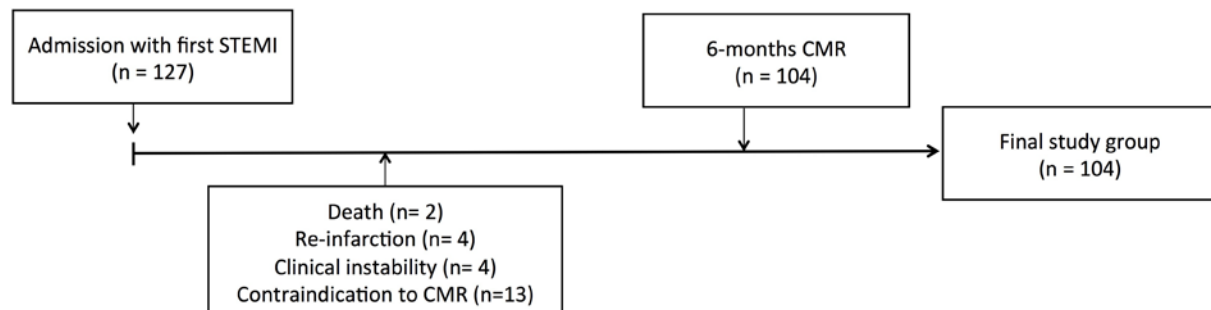 Admission with first STEMI
(n = 127)
6-months CMR
(n = 104)
Final study group
(n = 104)
Death (n= 2)
Re-infarction (n= 4)
Clinical instability (n= 4)
Contraindication to CMR (n=13)